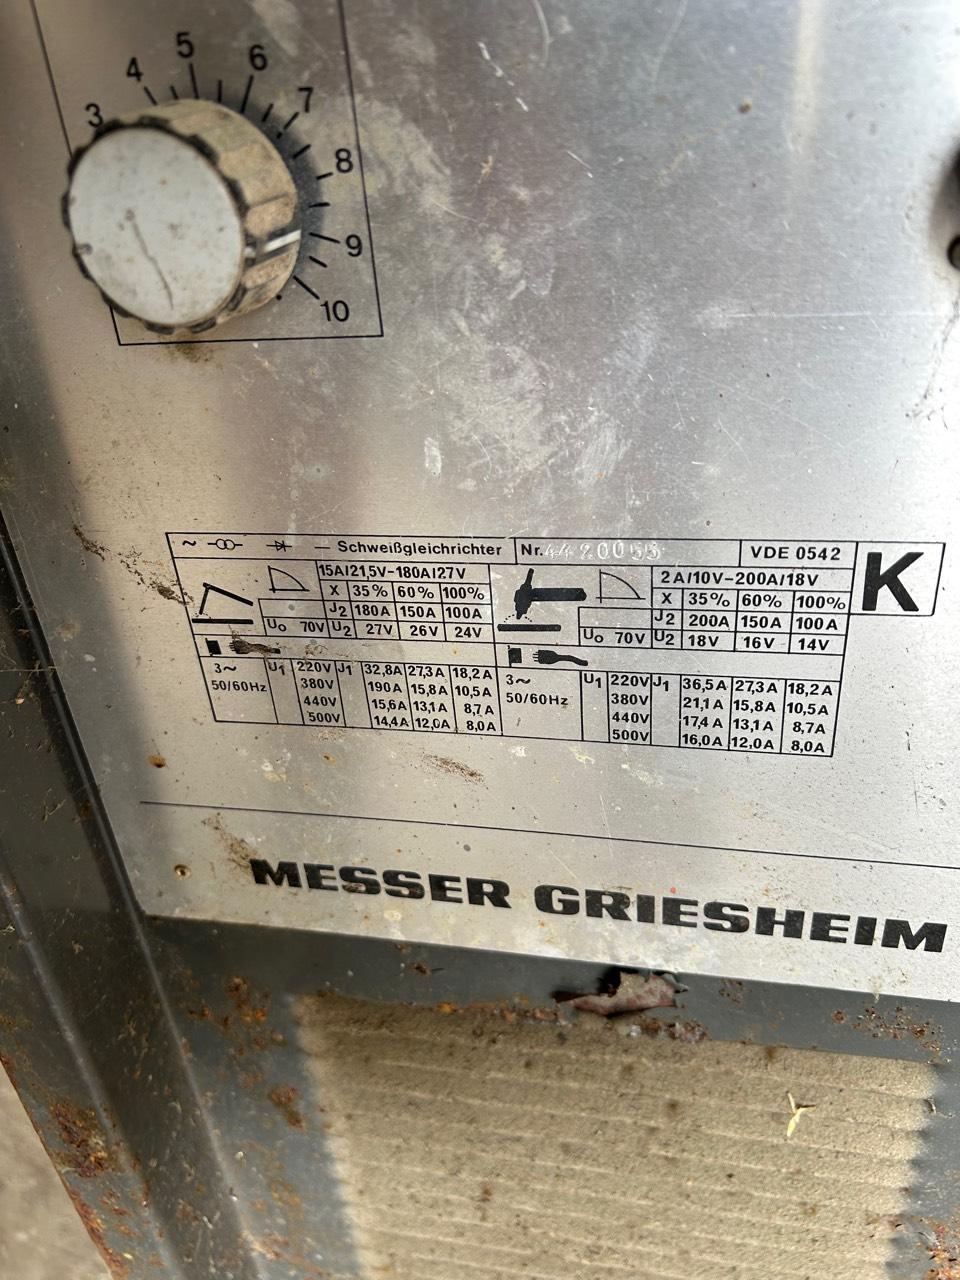 3 4 5 6 7 8 9 10
~ — Schweißgleichrichter Nr. 4420053 VDE 0542 K
15A/21,5V–180A/27V 2A/10V–200A/18V
X 35% 60% 100% X 35% 60% 100%
J2 180A 150A 100A J2 200A 150A 100A
U0 70V U2 27V 26V 24V U0 70V U2 18V 16V 14V
3~ U1 220V J1 32,8A 27,3A 18,2A 3~ U1 220V J1 36,5A 27,3A 18,2A
50/60Hz 380V 190A 15,8A 10,5A 50/60Hz 380V 21,1A 15,8A 10,5A
440V 15,6A 13,1A 8,7A 440V 17,4A 13,1A 8,7A
500V 14,4A 12,0A 8,0A 500V 16,0A 12,0A 8,0A
MESSER GRIESHEIM